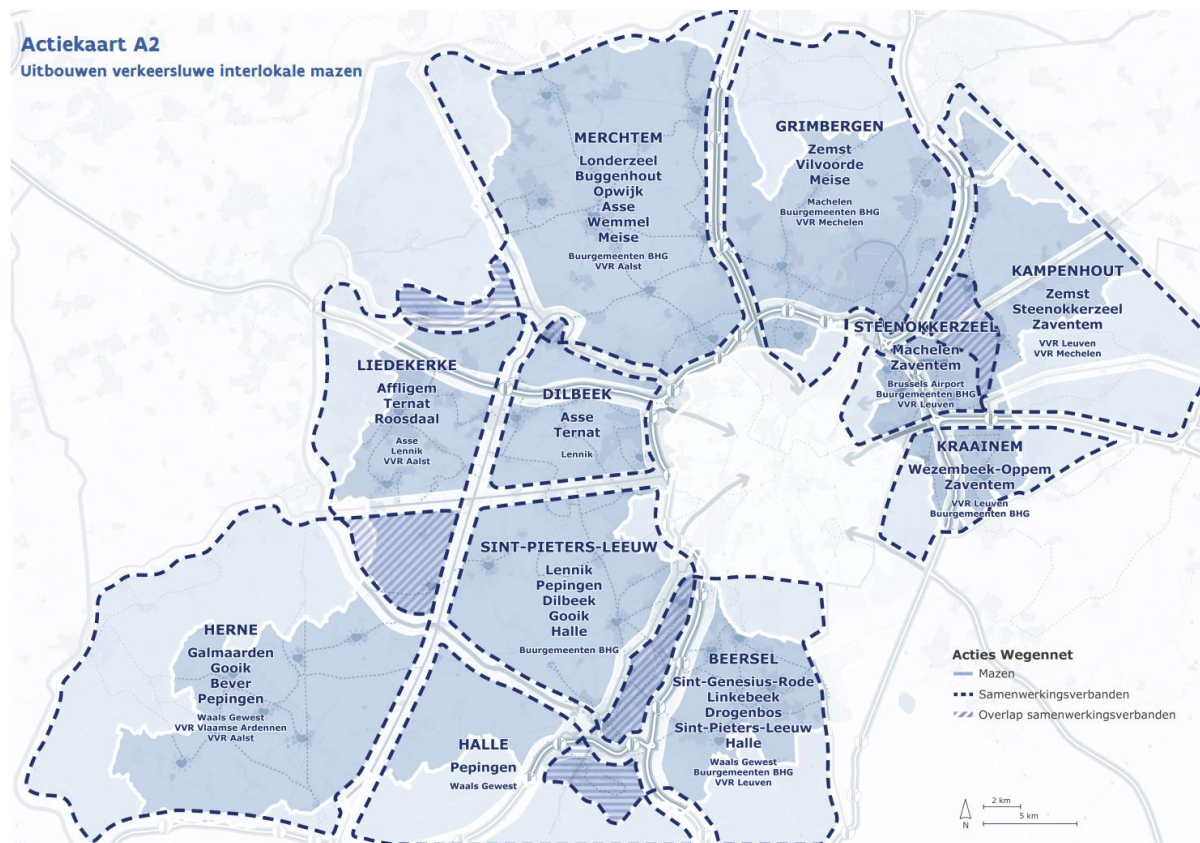 Actiekaart A2
Uitbouwen verkeersluwe interlokale mazen
MERCHTEM
Londerzeel
Buggenhout
Opwijk
Asse
Wemmel
Meise
Buurgemeenten BHG
VVR Aalst
GRIMBERGEN
Zemst
Vilvoorde
Meise
Machelen
Buurgemeenten BHG
VVR Mechelen
KAMPENHOUT
Zemst
Steenokkerzeel
Zaventem
VVR Leuven
VVR Mechelen
STEENOKKERZEEL
Machelen
Zaventem
Brussels Airport
Buurgemeenten BHG
VVR Leuven
LIEDEKERKE
Affligem
Ternat
Roosdaal
Asse
Lennik
VVR Aalst
DILBEEK
Asse
Ternat
Lennik
KRAAINEM
Wezembeek-Oppem
Zaventem
VVR Leuven
Buurgemeenten BHG
SINT-PIETERS-LEEUW
Lennik
Pepingen
Dilbeek
Gooik
Halle
Buurgemeenten BHG
HERNE
Galmaarden
Gooik
Bever
Pepingen
Waals Gewest
VVR Vlaamse Ardennen
VVR Aalst
BEERSEL
Sint-Genesius-Rode
Linkebeek
Drogenbos
Sint-Pieters-Leeuw
Halle
Waals Gewest
Buurgemeenten BHG
VVR Leuven
HALLE
Pepingen
Waals Gewest
Acties Wegennet
Mazen
Samenwerkingsverbanden
Overlap samenwerkingsverbanden
N
2 km
5 km